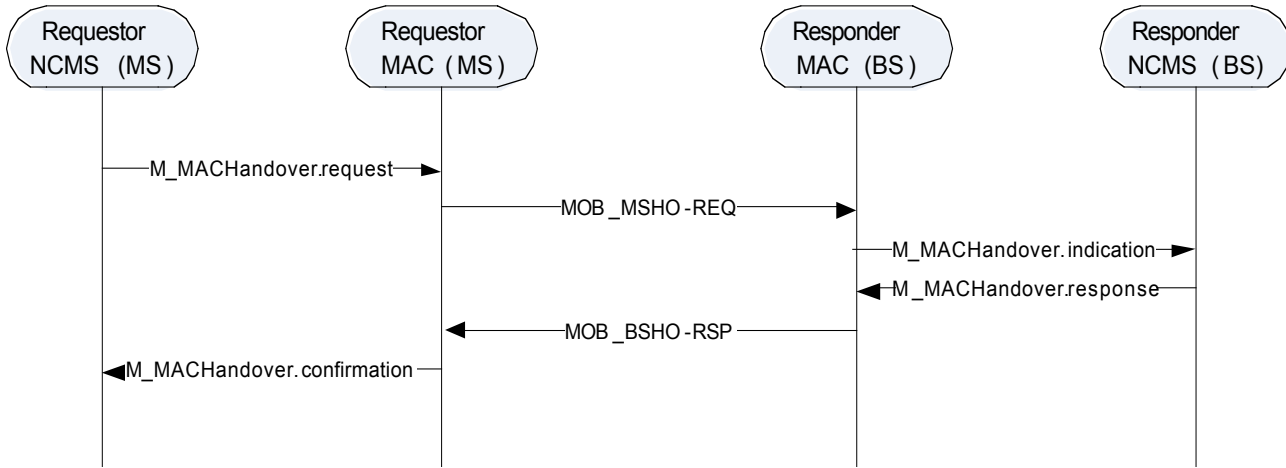 Requestor
NCMS (MS)
Requestor
MAC (MS)
Responder
MAC (BS)
Responder
NCMS (BS)
M_MACHandover.request
MOB_MSHO-REQ
M_MACHandover.indication
M_MACHandover.response
MOB_BSHO-RSP
M_MACHandover.confirmation